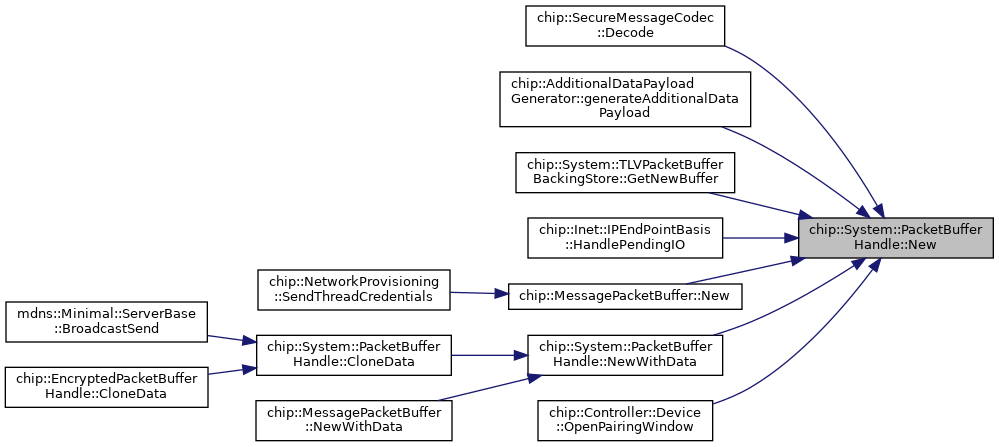 chip::SecureMessageCodec
::Decode
chip::AdditionalDataPayload
Generator::generateAdditionalData
Payload
chip::System::TLVPacketBuffer
BackingStore::GetNewBuffer
chip::Inet::IPEndPointBasis
::HandlePendingIO
chip::System::PacketBuffer
Handle::New
chip::NetworkProvisioning
::SendThreadCredentials
chip::MessagePacketBuffer::New
mdns::Minimal::ServerBase
::BroadcastSend
chip::System::PacketBuffer
Handle::CloneData
chip::System::PacketBuffer
Handle::NewWithData
chip::EncryptedPacketBuffer
Handle::CloneData
chip::MessagePacketBuffer
::NewWithData
chip::Controller::Device
::OpenPairingWindow